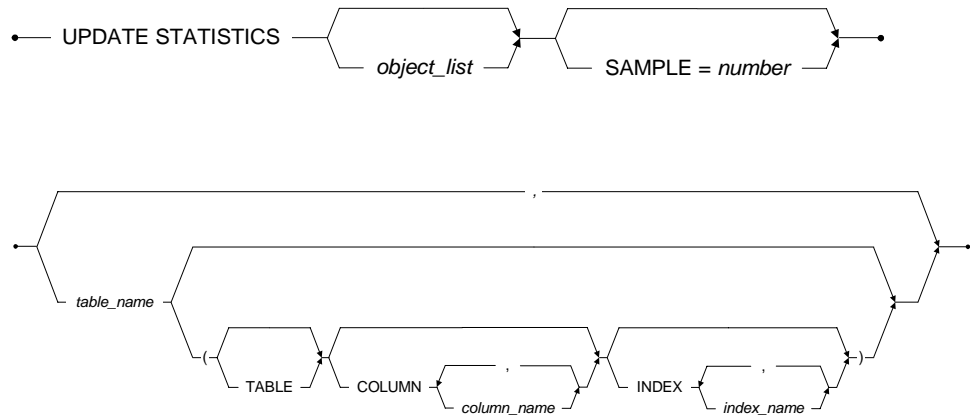 UPDATE STATISTICS
object_list
SAMPLE = number
,
table_name
(
TABLE
COLUMN
,
column_name
INDEX
,
index_name
)